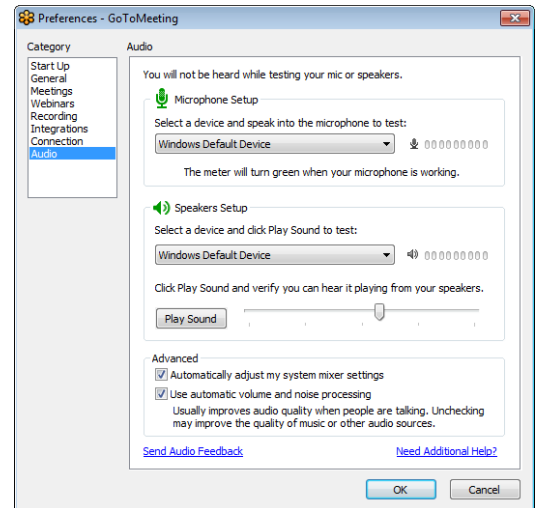 Preferences - GoToMeeting
Category
Audio
Start Up
General
Meetings
Webinars
Recording
Integrations
Connection
Audio
You will not be heard while testing your mic or speakers.
Microphone Setup
Select a device and speak into the microphone to test:
Windows Default Device
The meter will turn green when your microphone is working.
Speakers Setup
Select a device and click Play Sound to test:
Windows Default Device
Click Play Sound and verify you can hear it playing from your speakers.
Play Sound
Advanced
Automatically adjust my system mixer settings
Use automatic volume and noise processing
Usually improves audio quality when people are talking. Unchecking
may improve the quality of music or other audio sources.
Send Audio Feedback
Need Additional Help?
OK
Cancel